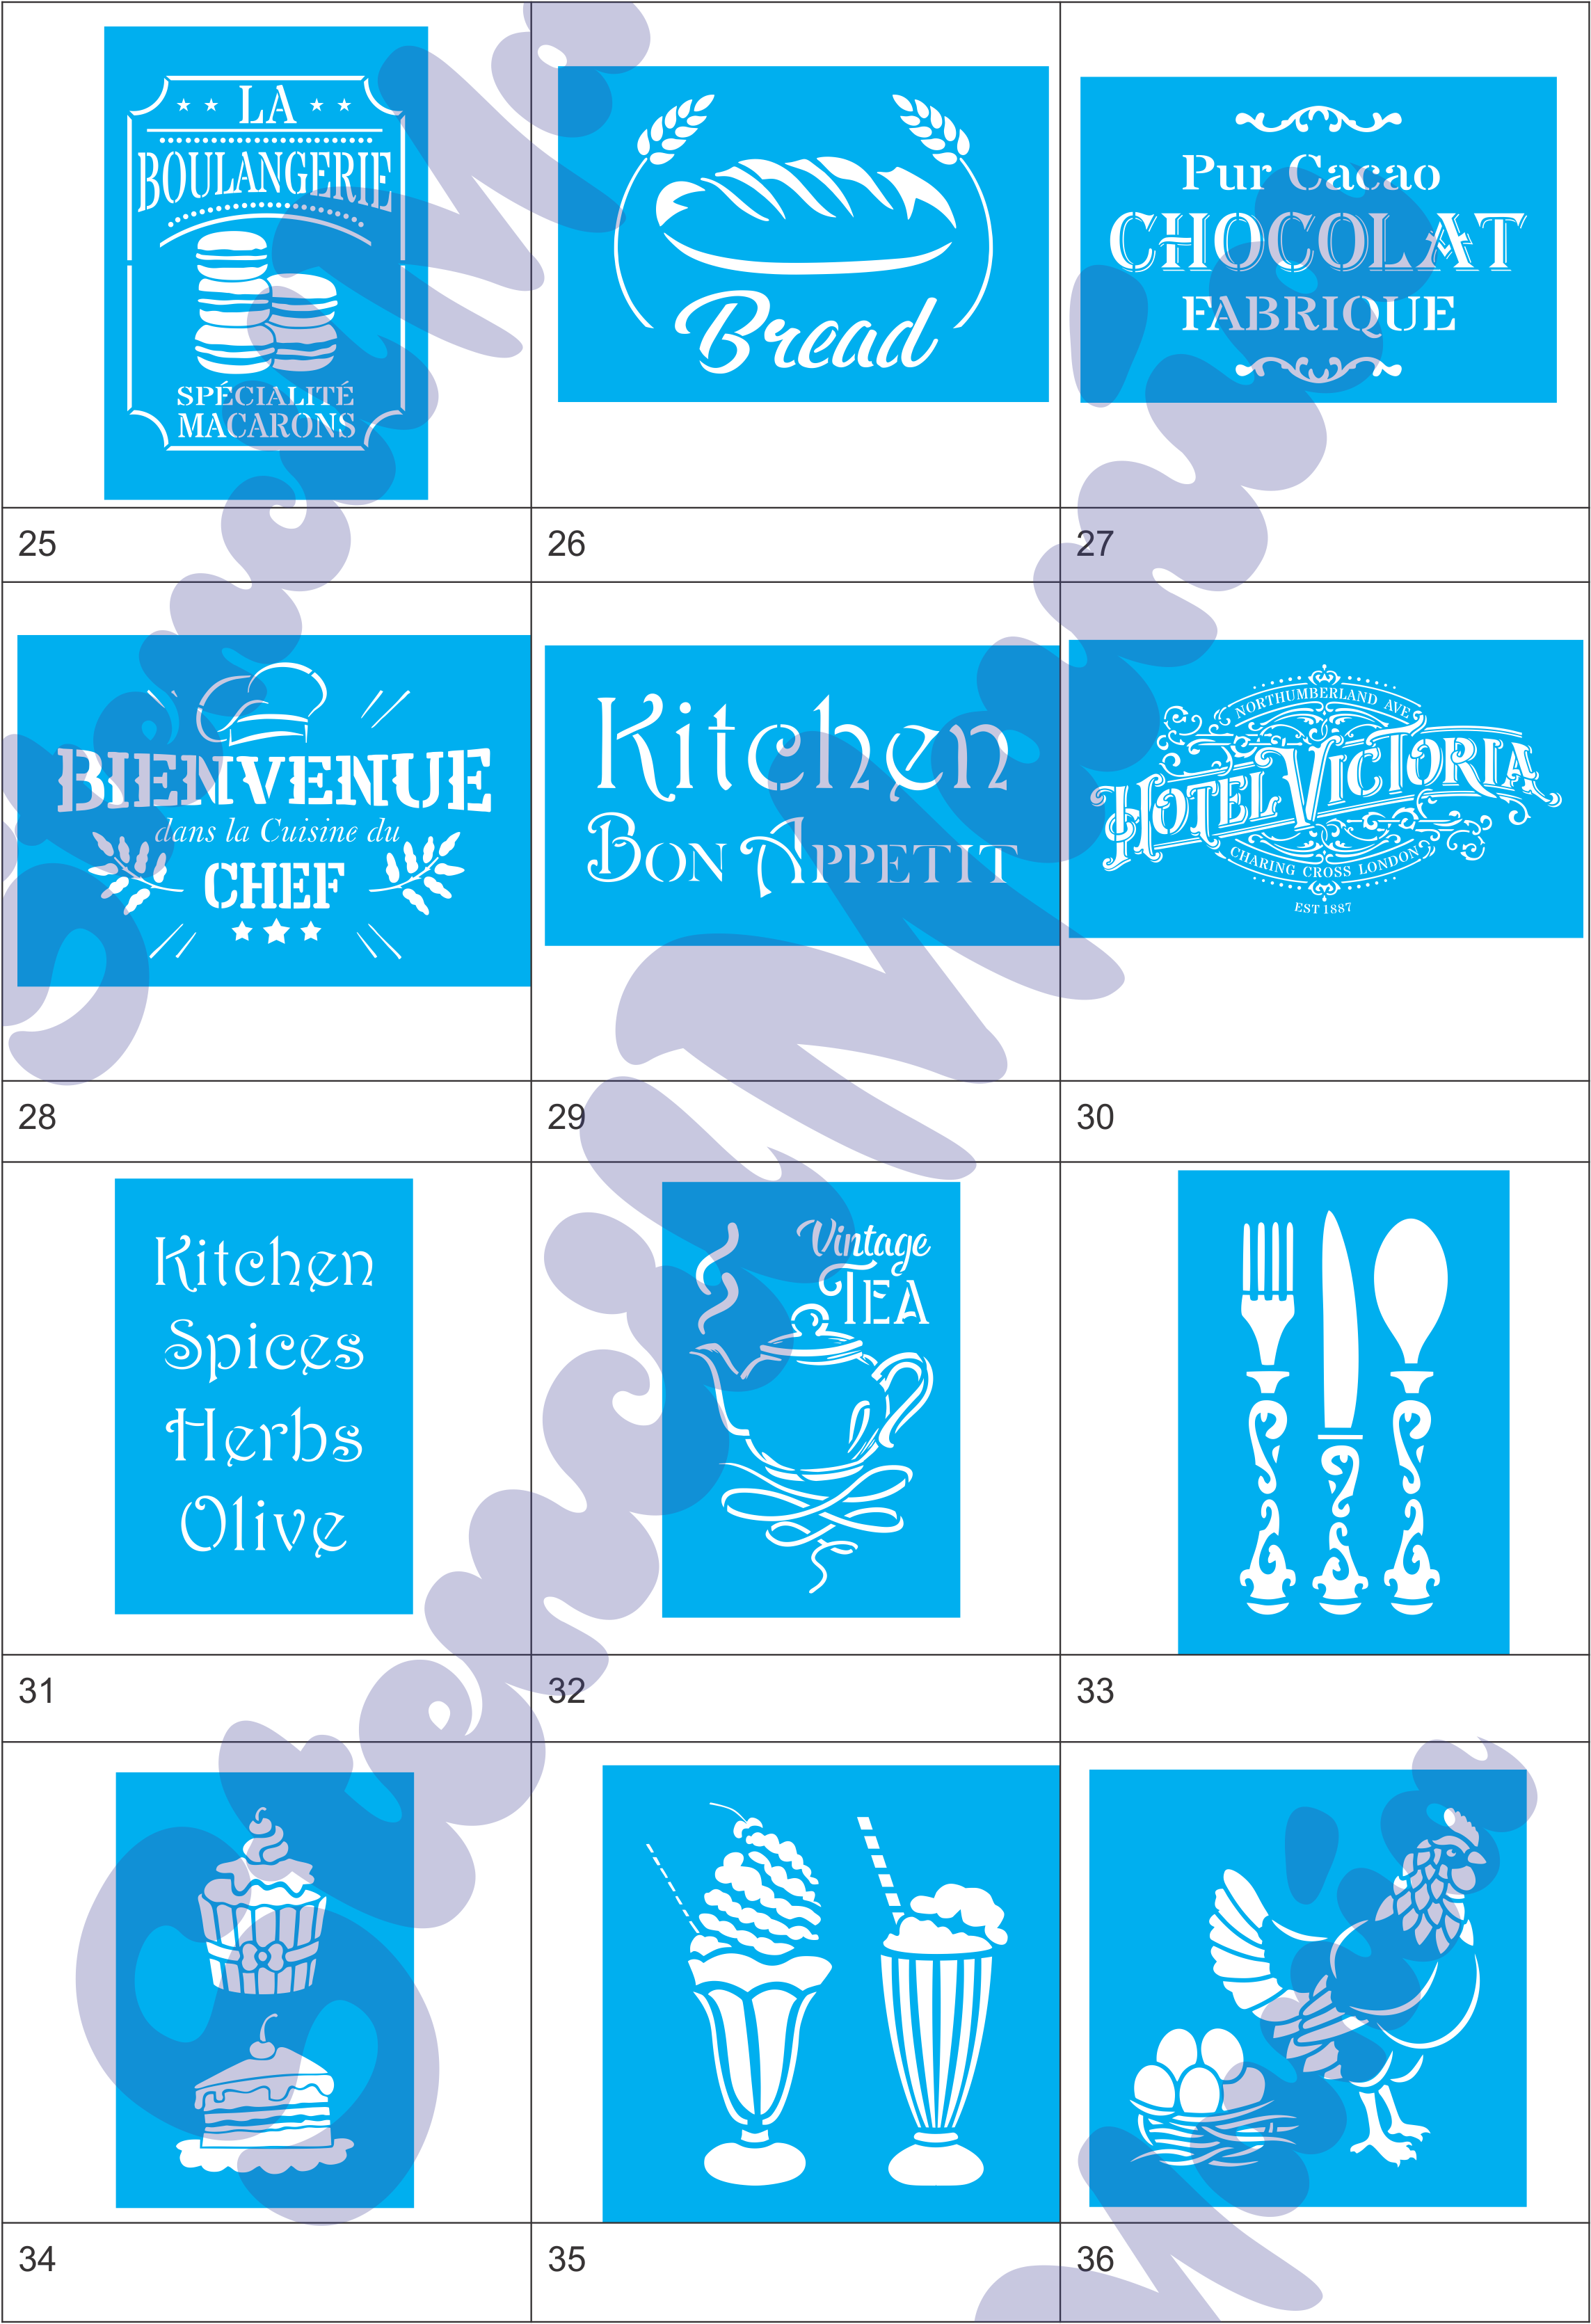 LA
BOULANGERIE
SPÉCIALITÉ
MACARONS
Bread
Pur Cacao
CHOCOLAT
FABRIQUE
25
26
27
BIENVENUE
dans la Cuisine du
CHEF
Kitchen
BON APPETIT
NORTHUMBERLAND AVE
HOTEL VICTORIA
CHARING CROSS LONDON
EST 1887
28
29
30
Kitchen
Spices
Herbs
Olive
Vintage
TEA
31
32
33
34
35
36